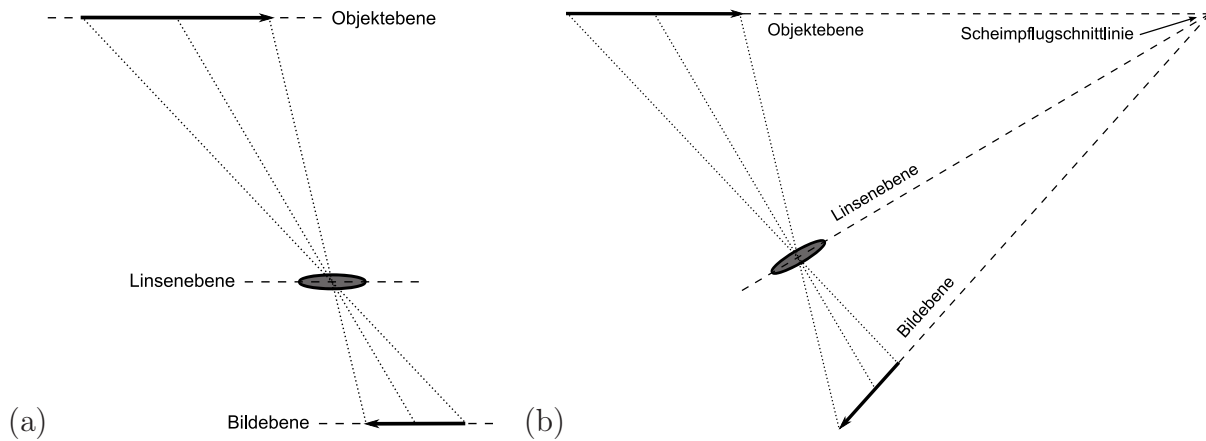 Objektebene
Linsenebene
Bildebene
(a)
Objektebene
Scheimpflugschnittlinie
Linsenebene
Bildebene
(b)